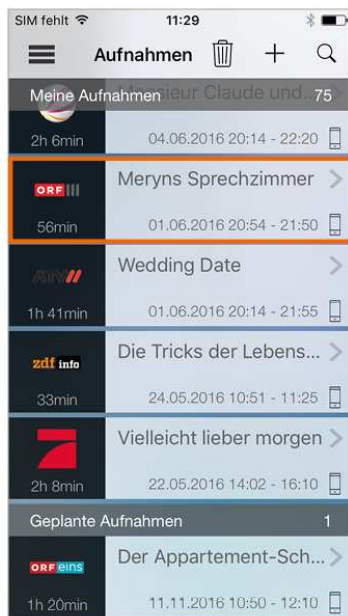 SIM fehlt 11:29
Aufnahmen
Monsieur Claude und...
Meine Aufnahmen 75
2h 6min 04.06.2016 20:14 - 22:20
ORF III Meryns Sprechzimmer
56min 01.06.2016 20:54 - 21:50
ATV Wedding Date
1h 41min 01.06.2016 20:14 - 21:55
zdf info Die Tricks der Lebens...
33min 24.05.2016 10:51 - 11:25
Vielleicht lieber morgen
2h 8min 22.05.2016 14:02 - 16:10
Geplante Aufnahmen 1
ORF eins Der Appartement-Sch...
1h 20min 11.11.2016 10:50 - 12:10